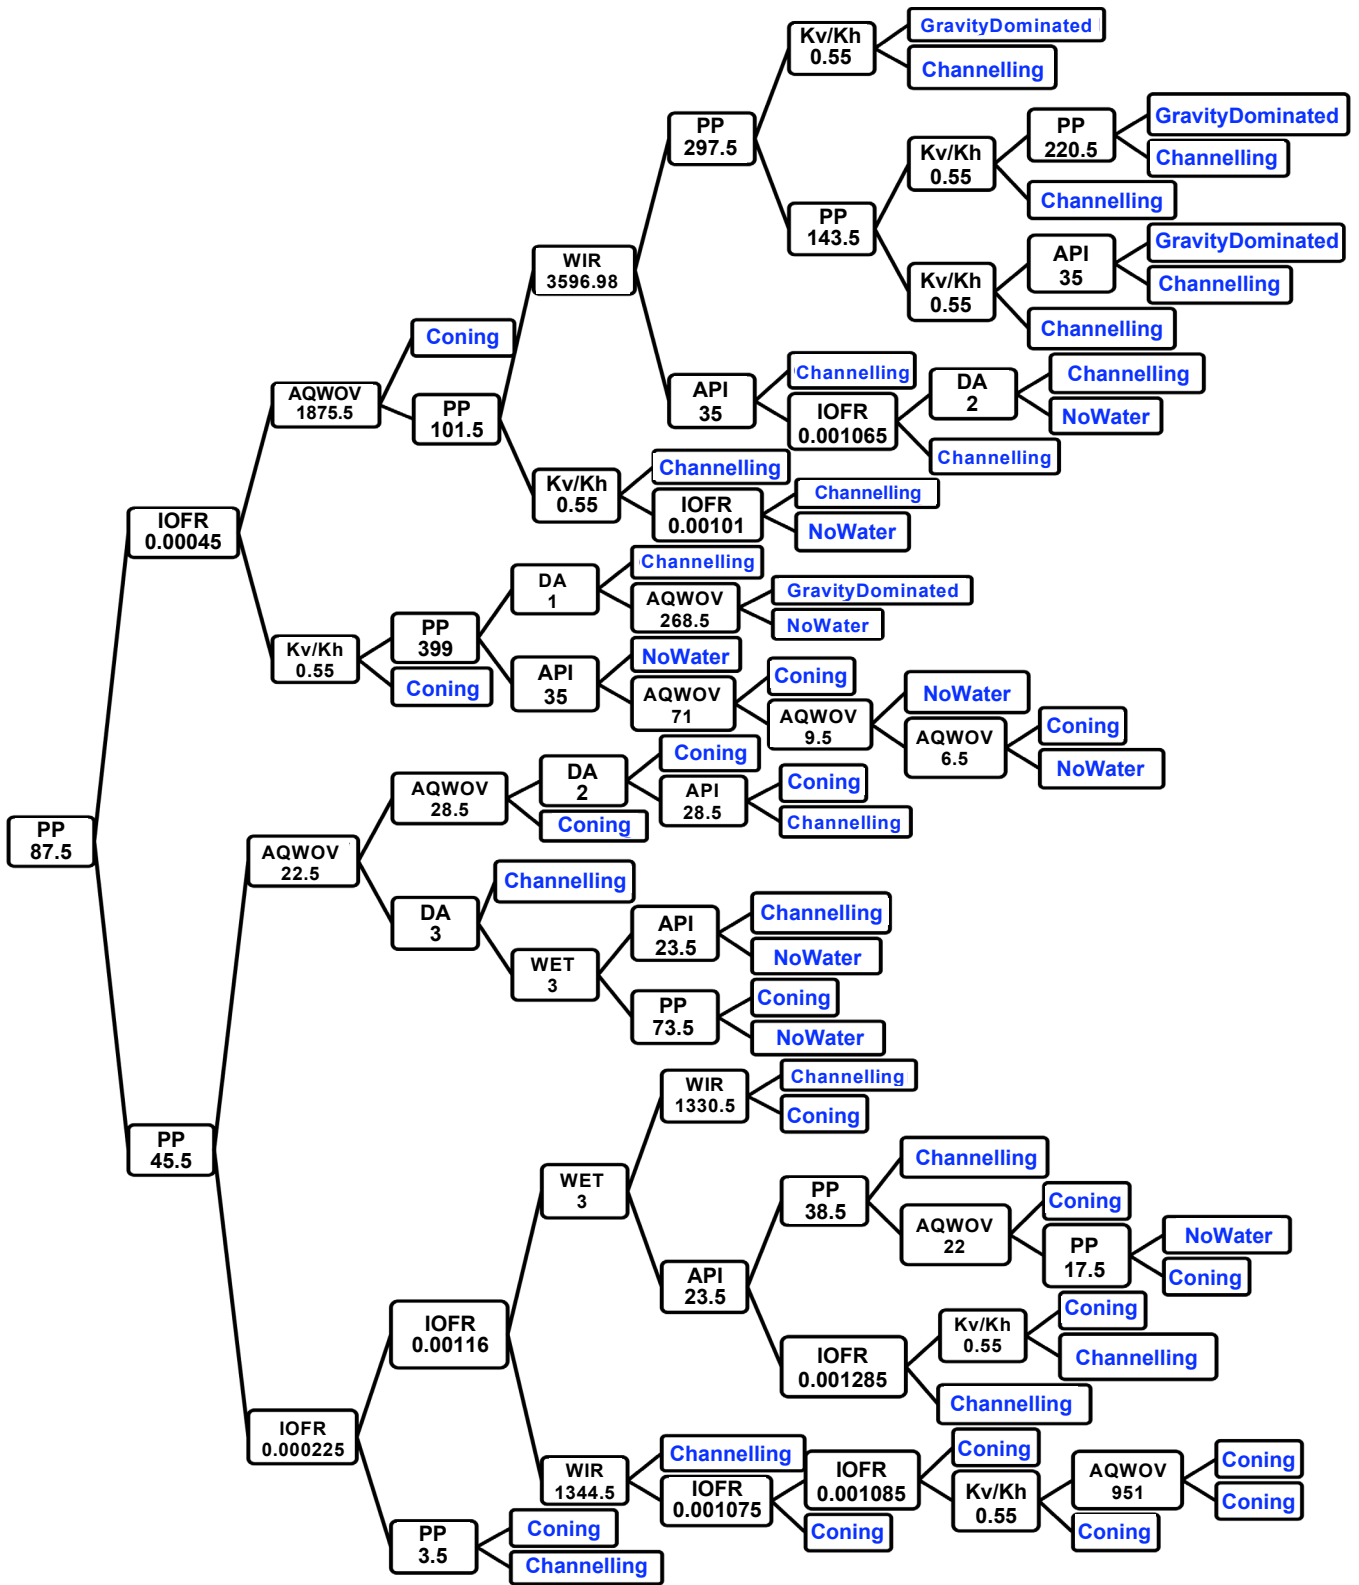 Kv/Kh
0.55
GravityDominated
Channelling
PP
297.5
PP
220.5
GravityDominated
Channelling
Kv/Kh
0.55
Channelling
PP
143.5
WIR
3596.98
Kv/Kh
0.55
API
35
GravityDominated
Channelling
Channelling
Coning
AQWOV
1875.5
PP
101.5
API
35
Channelling
IOFR
0.001065
DA
2
Channelling
NoWater
Channelling
Kv/Kh
0.55
Channelling
IOFR
0.00101
Channelling
NoWater
IOFR
0.00045
DA
1
Channelling
AQWOV
268.5
GravityDominated
NoWater
Kv/Kh
0.55
PP
399
Coning
API
35
NoWater
AQWOV
71
Coning
AQWOV
9.5
NoWater
AQWOV
6.5
Coning
NoWater
PP
87.5
AQWOV
22.5
AQWOV
28.5
DA
2
Coning
Coning
API
28.5
Coning
Channelling
DA
3
Channelling
WET
3
API
23.5
Channelling
NoWater
PP
73.5
Coning
NoWater
PP
45.5
WIR
1330.5
Channelling
Coning
WET
3
PP
38.5
Channelling
AQWOV
22
Coning
PP
17.5
NoWater
Coning
API
23.5
IOFR
0.00116
IOFR
0.001285
Kv/Kh
0.55
Coning
Channelling
Channelling
IOFR
0.000225
WIR
1344.5
Channelling
IOFR
0.001075
IOFR
0.001085
Coning
Kv/Kh
0.55
AQWOV
951
Coning
Coning
Coning
Coning
PP
3.5
Coning
Channelling